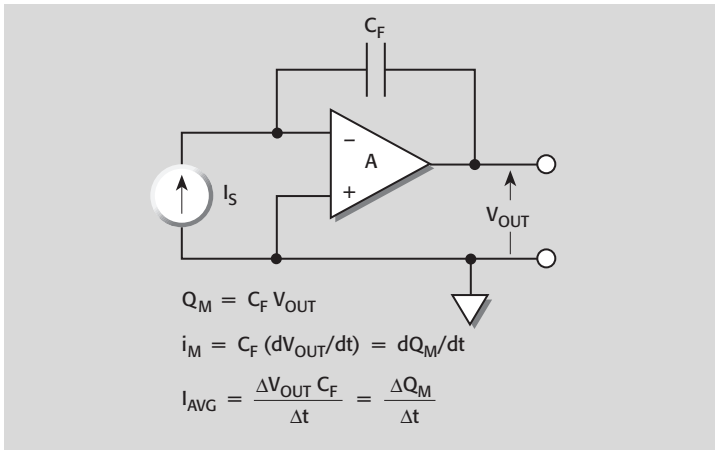 C_F
−
A
+
I_S
V_OUT
Q_M = C_F V_OUT
i_M = C_F (dV_OUT/dt) = dQ_M/dt
I_AVG = ΔV_OUT C_F / Δt = ΔQ_M / Δt